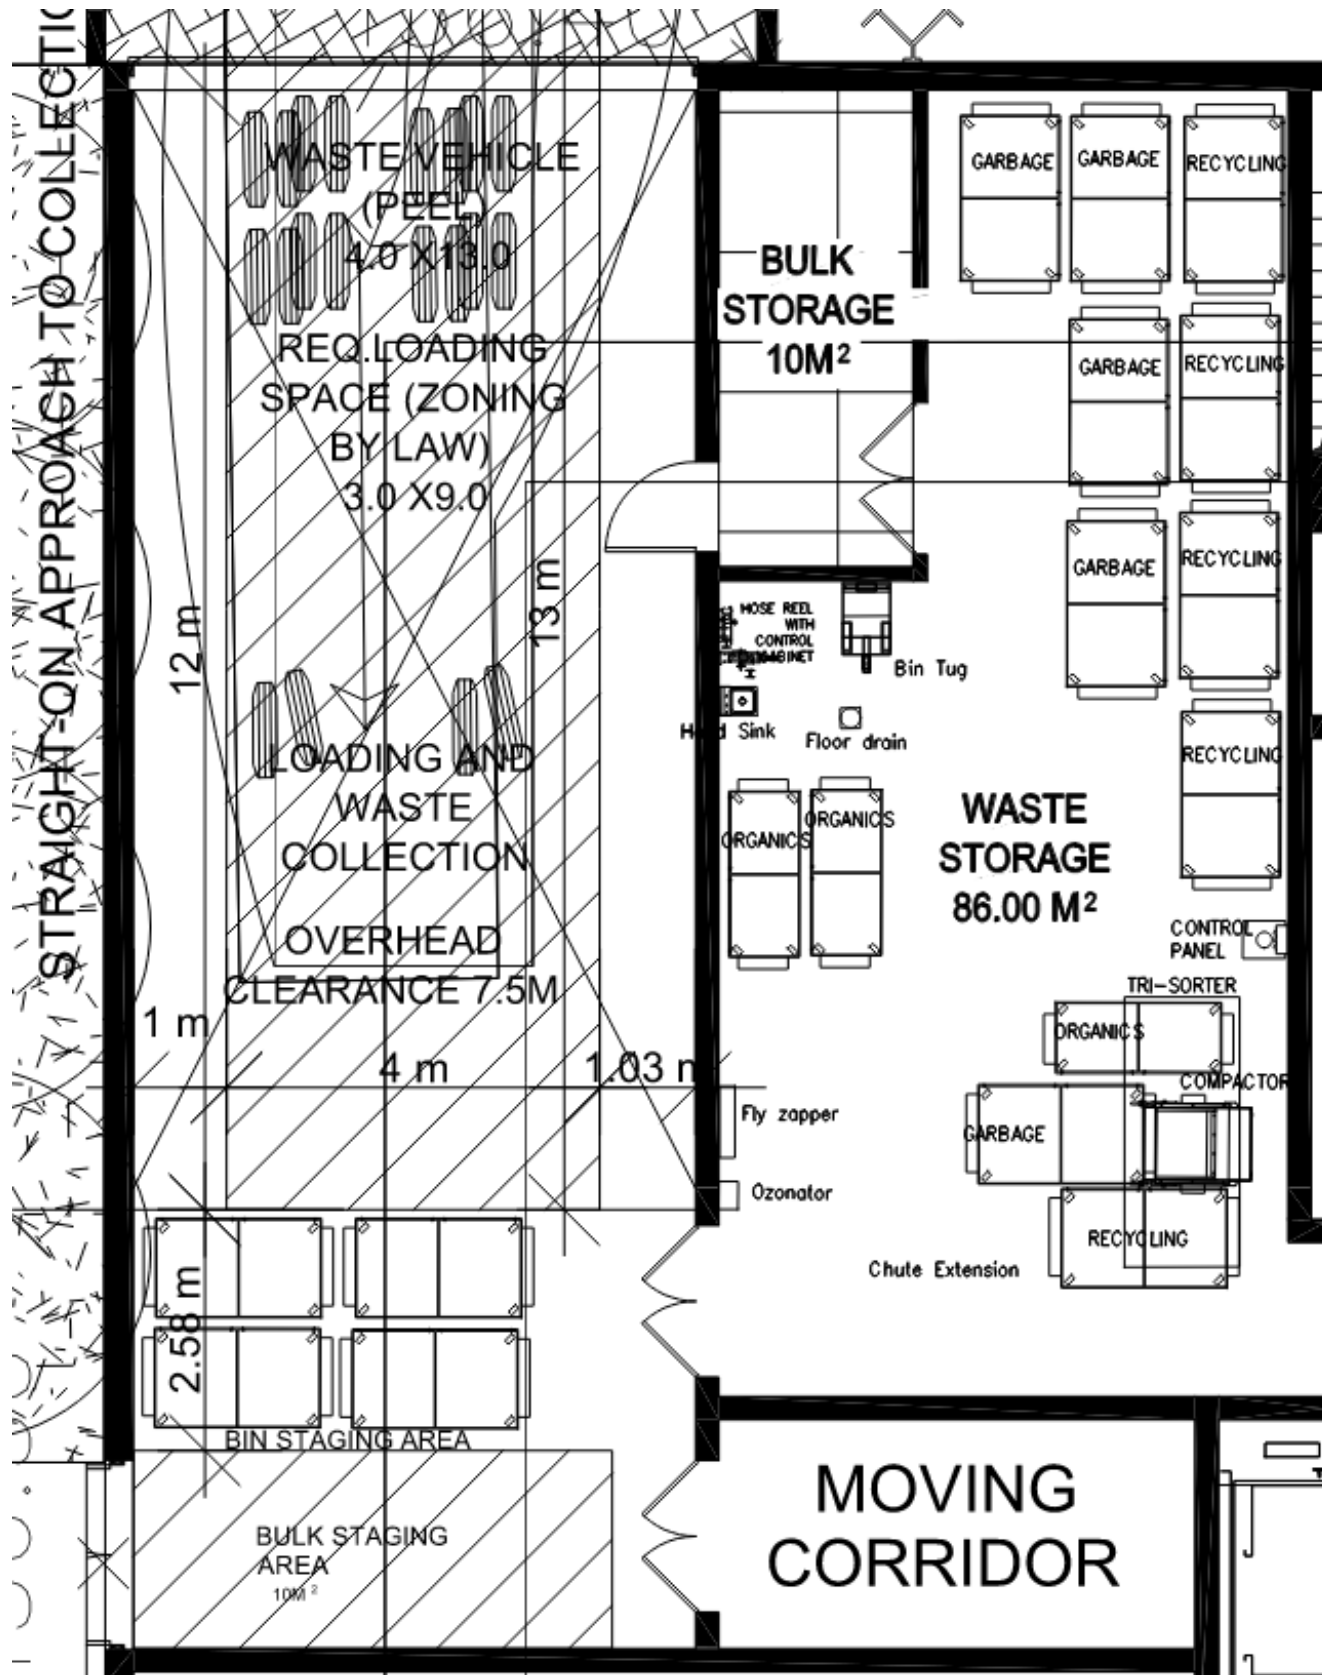 STRAIGHT-ON APPROACH TO COLLECTIO
WASTE VEHICLE
(PEEL)
4.0 X13.0
REQ.LOADING
SPACE (ZONING
BY LAW)
3.0 X9.0
12 m
13 m
LOADING AND
WASTE
COLLECTION
OVERHEAD
CLEARANCE 7.5M
1 m
4 m
1.03 m
2.58 m
BIN STAGING AREA
BULK STAGING
AREA
10M²
BULK
STORAGE
10M²
GARBAGE
GARBAGE
RECYCLING
GARBAGE
RECYCLING
GARBAGE
RECYCLING
RECYCLING
HOSE REEL
WITH
CONTROL
CABINET
Bin Tug
Hand Sink
Floor drain
ORGANICS
ORGANICS
WASTE
STORAGE
86.00 M²
CONTROL
PANEL
TRI-SORTER
ORGANICS
COMPACTOR
GARBAGE
RECYCLING
Fly zapper
Ozonator
Chute Extension
MOVING
CORRIDOR